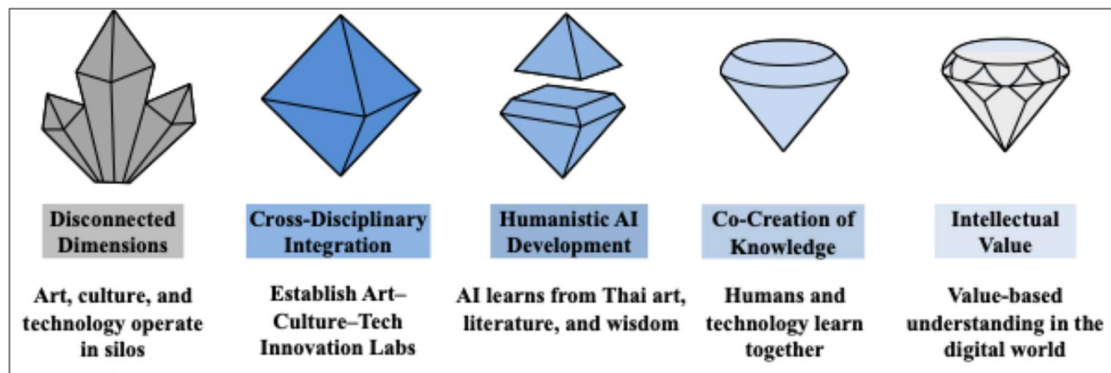 Disconnected
Dimensions
Cross-Disciplinary
Integration
Humanistic AI
Development
Co-Creation of
Knowledge
Intellectual
Value
Art, culture, and
technology operate
in silos
Establish Art–
Culture–Tech
Innovation Labs
AI learns from Thai art,
literature, and wisdom
Humans and
technology learn
together
Value-based
understanding in the
digital world